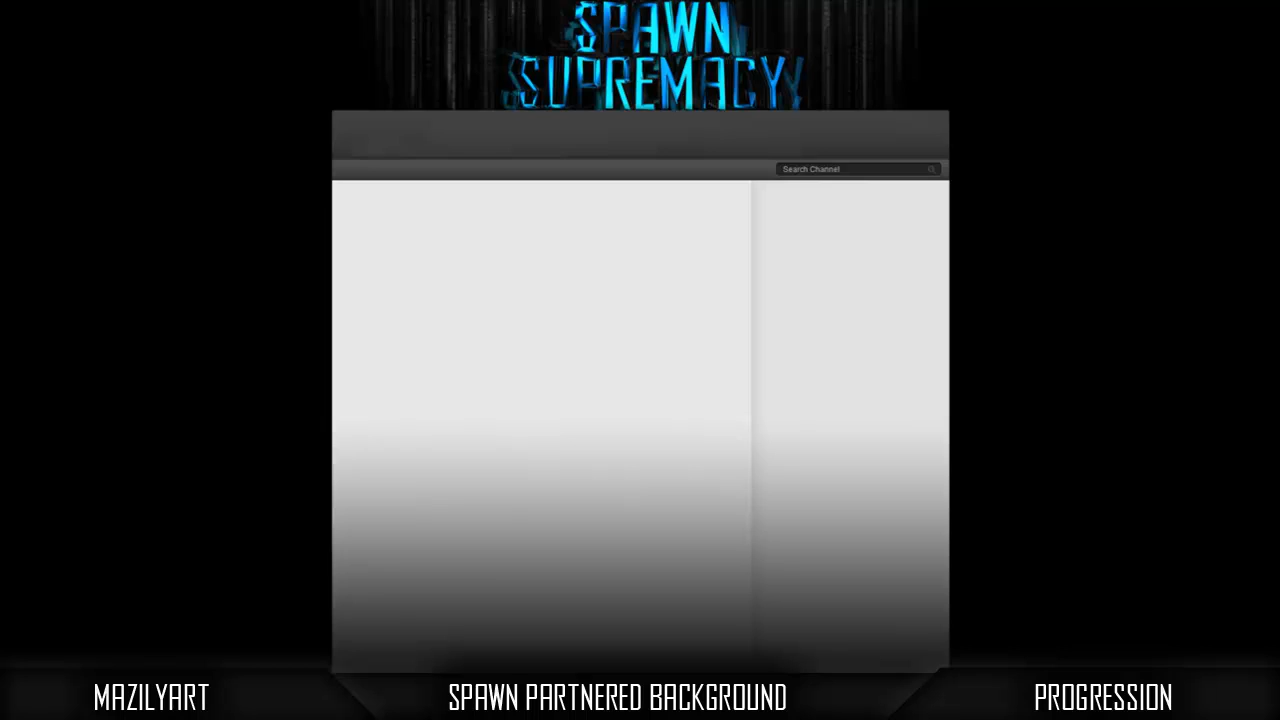 SPAWN
SUPREMACY
Search Channel
MAZILYART
SPAWN PARTNERED BACKGROUND
PROGRESSION